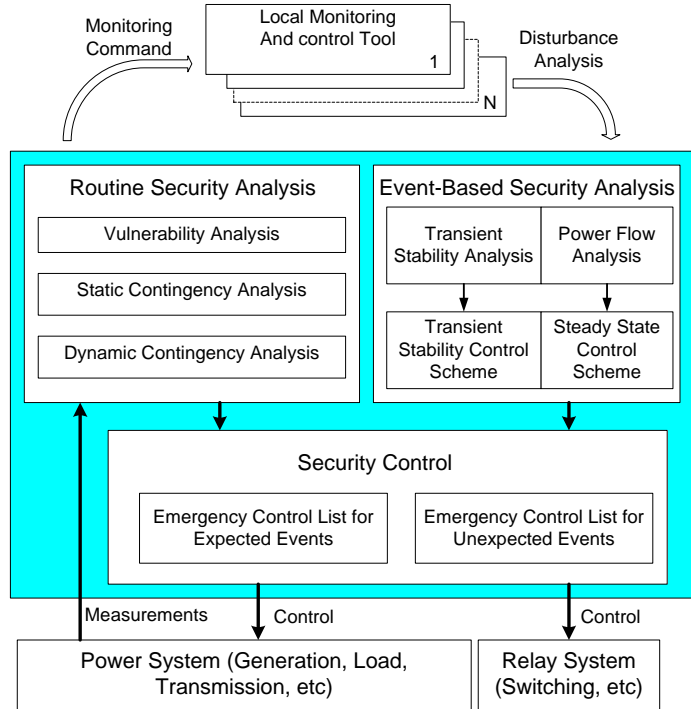 Monitoring
Command
Local Monitoring
And control Tool
1
N
Disturbance
Analysis
Routine Security Analysis
Vulnerability Analysis
Static Contingency Analysis
Dynamic Contingency Analysis
Event-Based Security Analysis
Transient
Stability Analysis
Power Flow
Analysis
Transient
Stability Control
Scheme
Steady State
Control
Scheme
Security Control
Emergency Control List for
Expected Events
Emergency Control List for
Unexpected Events
Measurements
Control
Control
Power System (Generation, Load,
Transmission, etc)
Relay System
(Switching, etc)